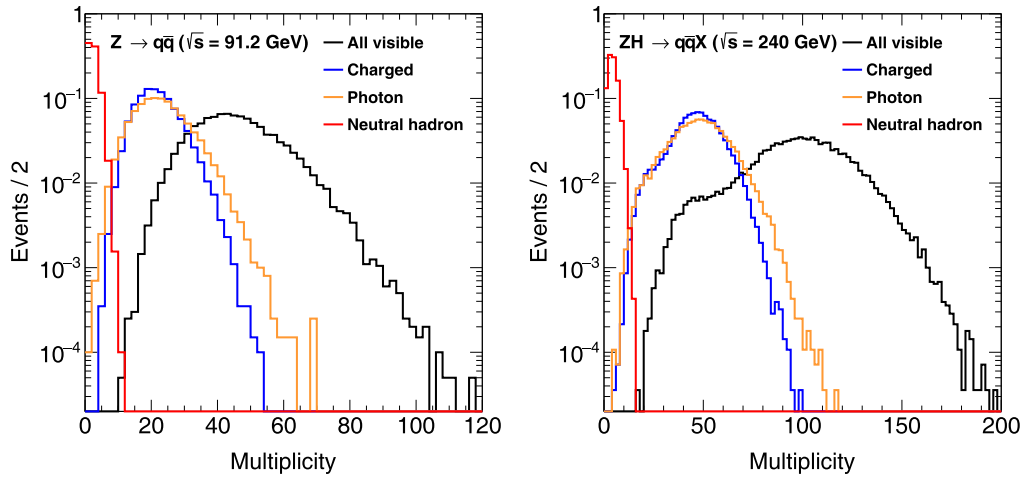 Z → qq̅ (√s = 91.2 GeV)
All visible
Charged
Photon
Neutral hadron
1
10⁻¹
10⁻²
10⁻³
10⁻⁴
Events / 2
0 20 40 60 80 100 120
Multiplicity
ZH → qq̅X (√s = 240 GeV)
All visible
Charged
Photon
Neutral hadron
1
10⁻¹
10⁻²
10⁻³
10⁻⁴
Events / 2
0 50 100 150 200
Multiplicity